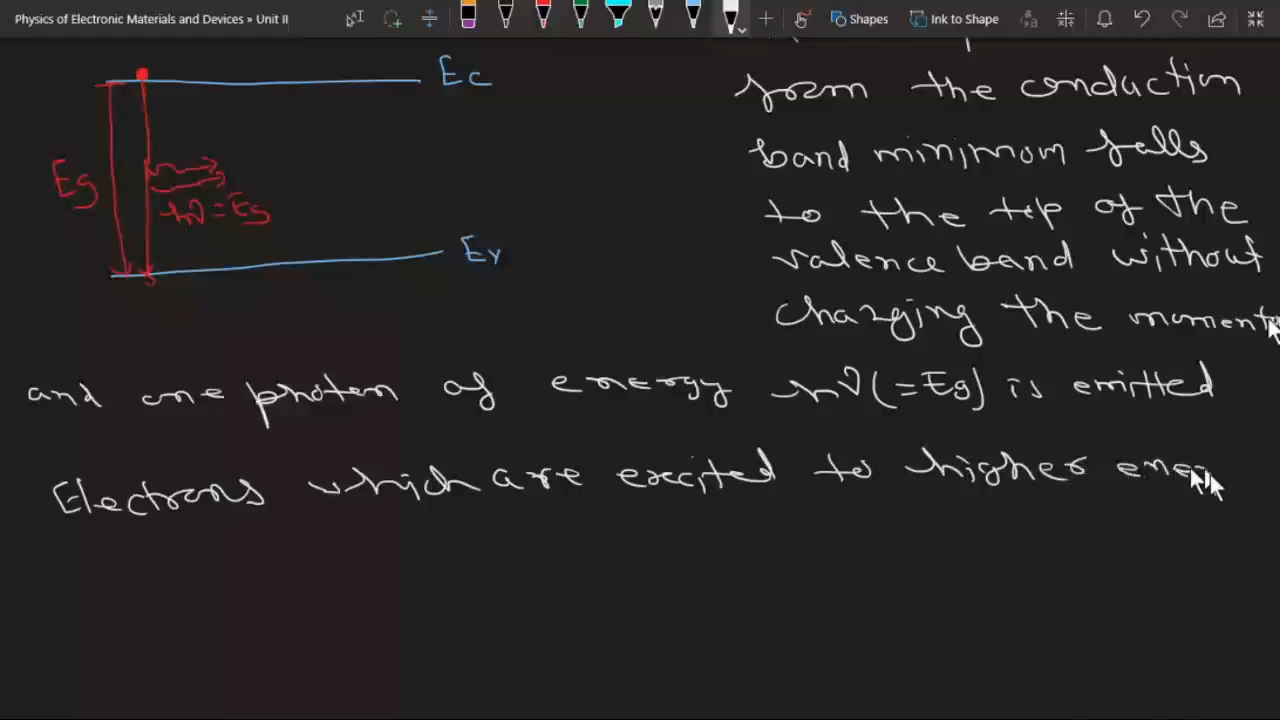 Physics of Electronic Materials and Devices » Unit II
Shapes
Ink to Shape
Ec
Eg
hν = Eg
Ev
from the conduction
band minimum falls
to the top of the
valence band without
changing the moment
and one photon of energy hν (= Eg) is emitted
Electrons which are excited to higher ene